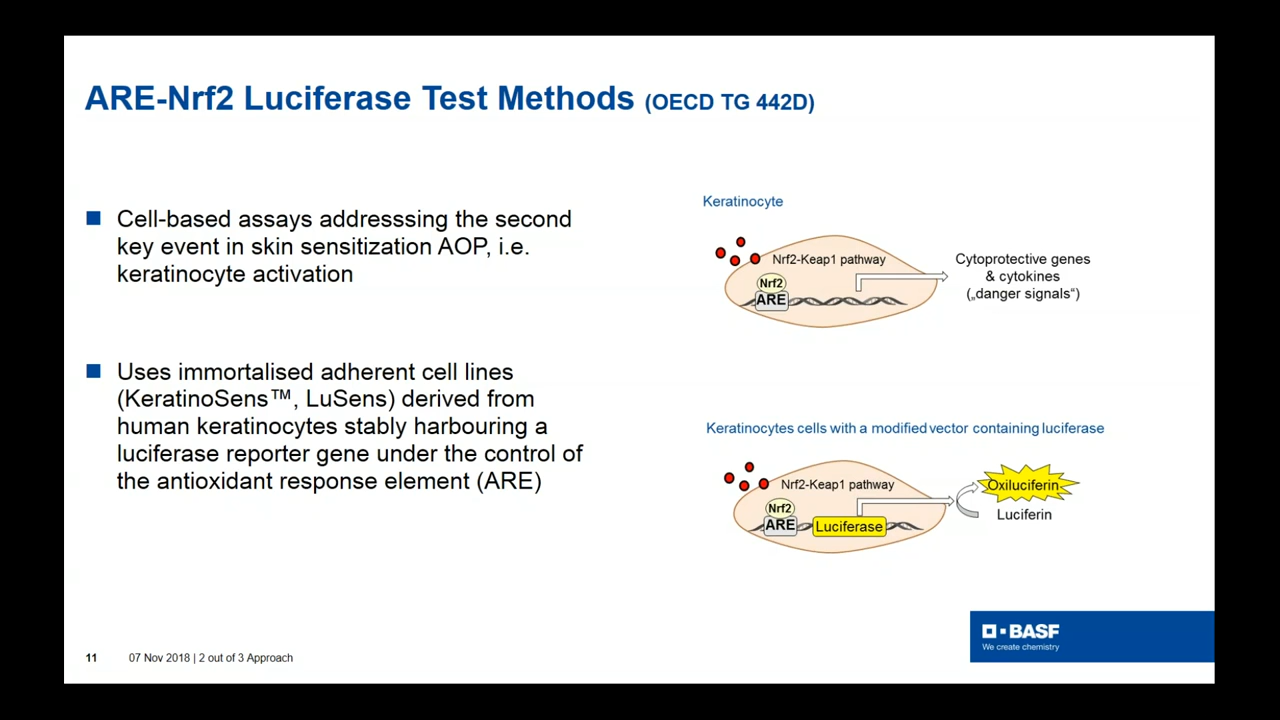 ARE-Nrf2 Luciferase Test Methods (OECD TG 442D)
Cell-based assays addresssing the second
key event in skin sensitization AOP, i.e.
keratinocyte activation
Uses immortalised adherent cell lines
(KeratinoSens™, LuSens) derived from
human keratinocytes stably harbouring a
luciferase reporter gene under the control of
the antioxidant response element (ARE)
Keratinocyte
Nrf2-Keap1 pathway
Nrf2
ARE
Cytoprotective genes
& cytokines
(„danger signals“)
Keratinocytes cells with a modified vector containing luciferase
Nrf2-Keap1 pathway
Nrf2
ARE
Luciferase
Oxiluciferin
Luciferin
11 07 Nov 2018 | 2 out of 3 Approach
BASF
We create chemistry